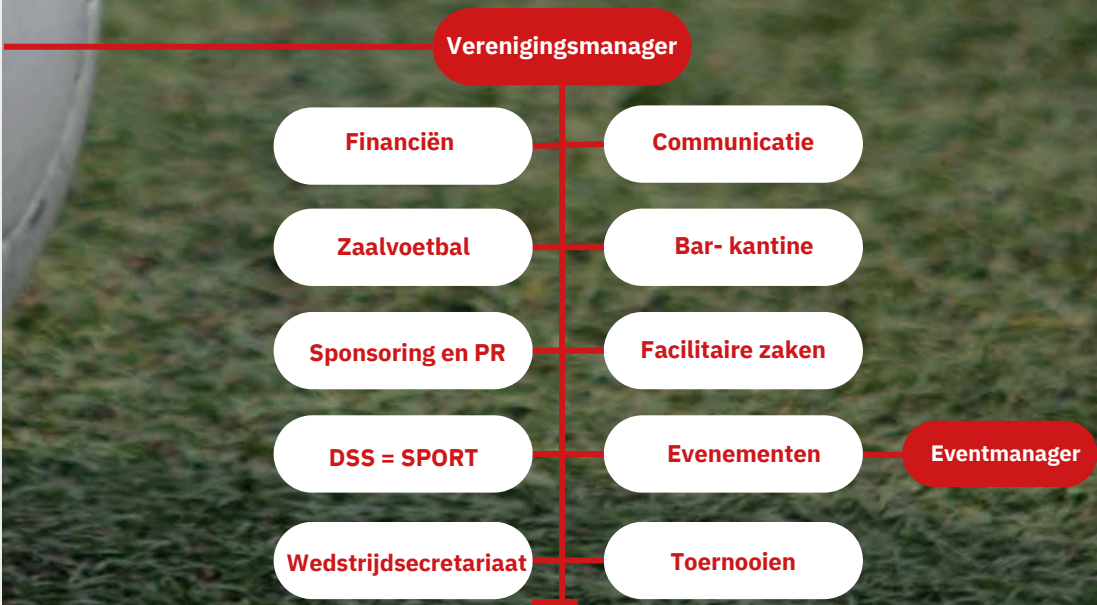 Verenigingsmanager
Financiën
Communicatie
Zaalvoetbal
Bar- kantine
Sponsoring en PR
Facilitaire zaken
DSS = SPORT
Evenementen
Eventmanager
Wedstrijdsecretariaat
Toernooien